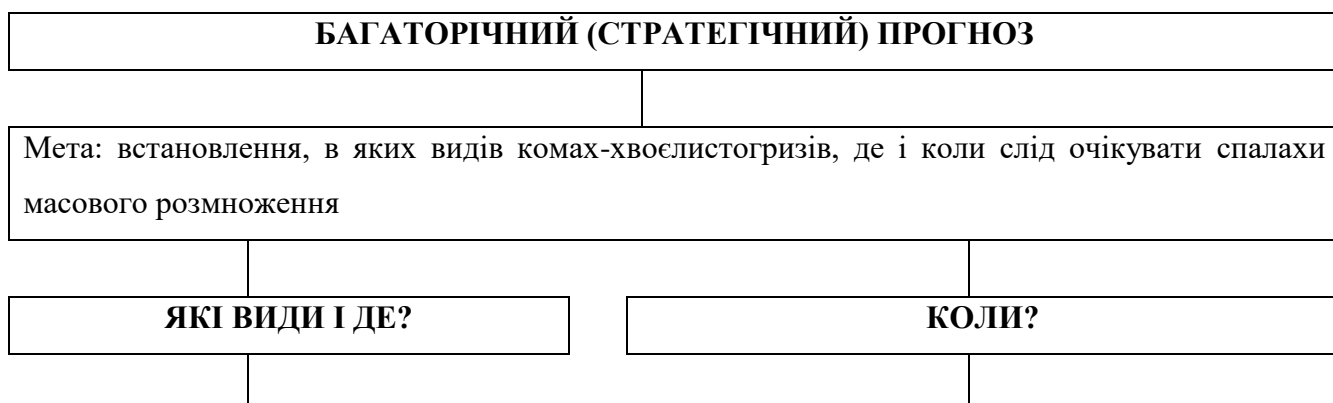 БАГАТОРІЧНИЙ (СТРАТЕГІЧНИЙ) ПРОГНОЗ
Мета: встановлення, в яких видів комах-хвоєлистогризів, де і коли слід очікувати спалахи
масового розмноження
ЯКІ ВИДИ І ДЕ?
КОЛИ?